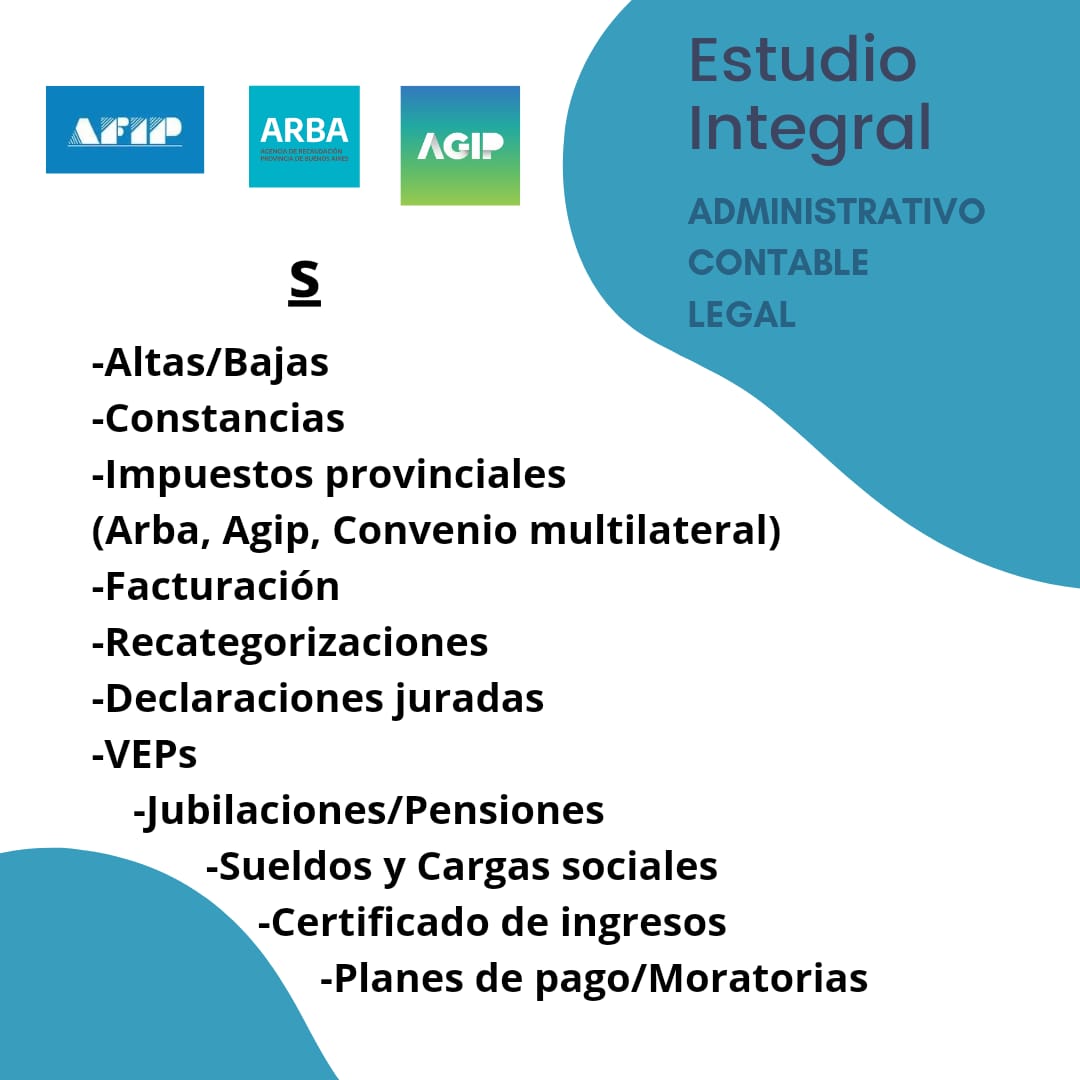 AFIP
ARBA
AGENCIA DE RECAUDACIÓN
PROVINCIA DE BUENOS AIRES
AGIP
Estudio
Integral
ADMINISTRATIVO
CONTABLE
LEGAL
S
-Altas/Bajas
-Constancias
-Impuestos provinciales
(Arba, Agip, Convenio multilateral)
-Facturación
-Recategorizaciones
-Declaraciones juradas
-VEPs
-Jubilaciones/Pensiones
-Sueldos y Cargas sociales
-Certificado de ingresos
-Planes de pago/Moratorias